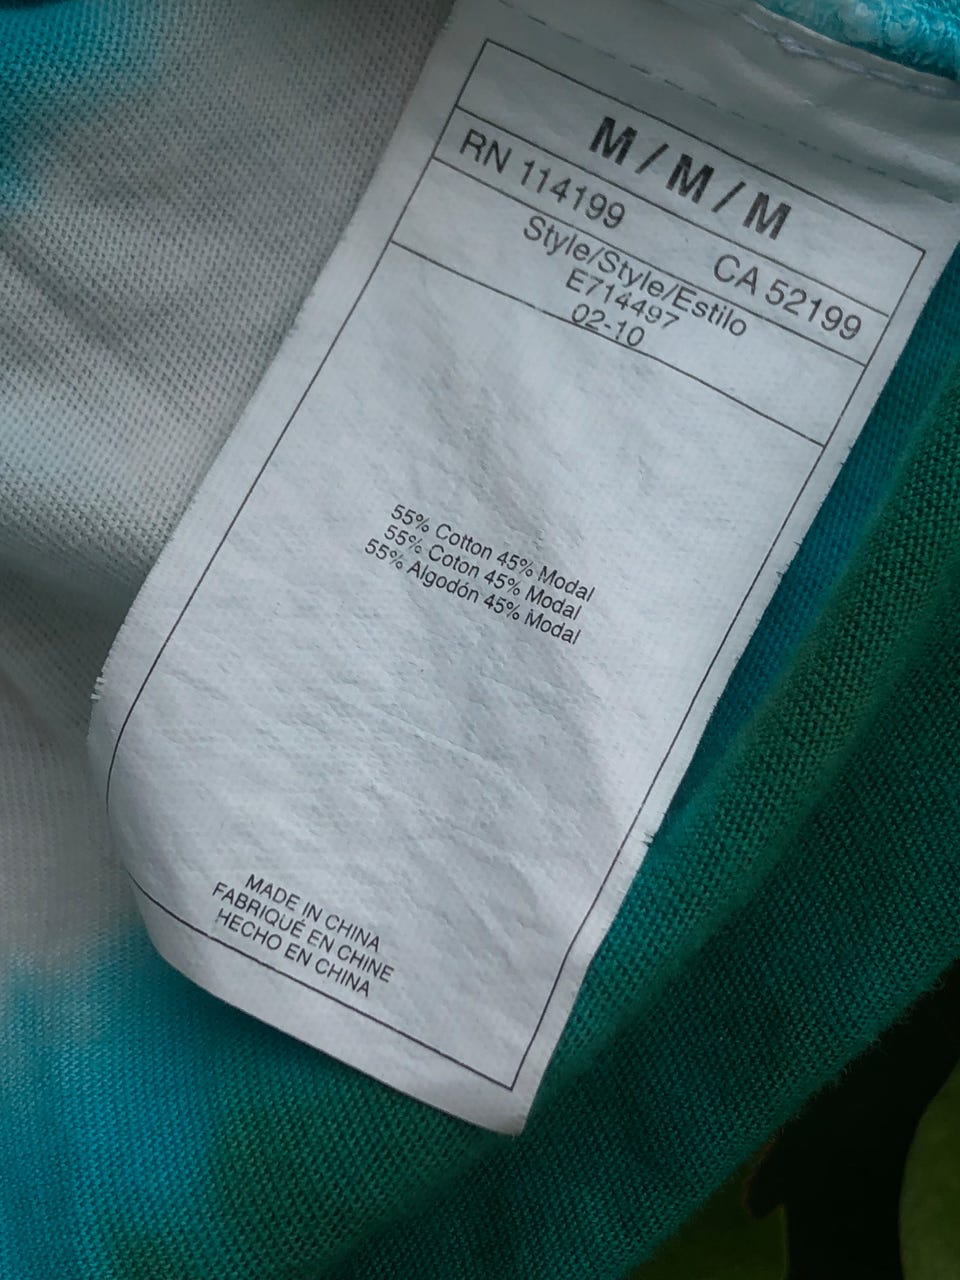 M / M / M
RN 114199 CA 52199
Style/Style/Estilo
E714497
02-10
55% Cotton 45% Modal
55% Coton 45% Modal
55% Algodón 45% Modal
MADE IN CHINA
FABRIQUÉ EN CHINE
HECHO EN CHINA